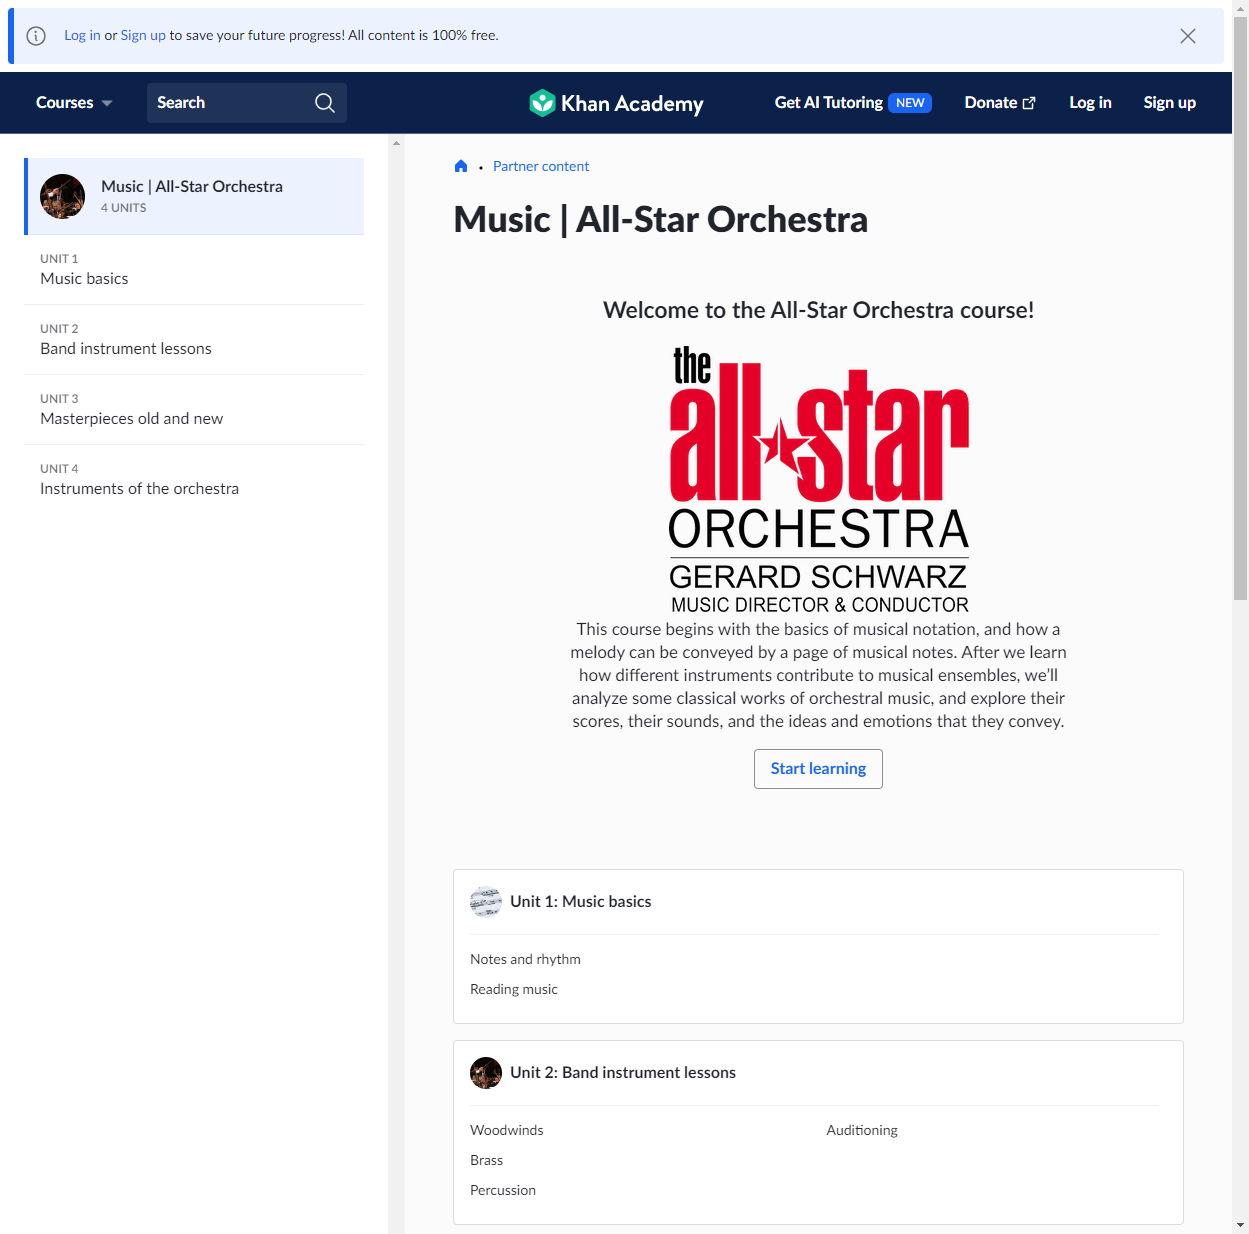 Log in or Sign up to save your future progress! All content is 100% free.
Courses
Search
Khan Academy
Get AI Tutoring NEW
Donate
Log in
Sign up
Music | All-Star Orchestra
4 UNITS
UNIT 1
Music basics
UNIT 2
Band instrument lessons
UNIT 3
Masterpieces old and new
UNIT 4
Instruments of the orchestra
Partner content
Music | All-Star Orchestra
Welcome to the All-Star Orchestra course!
the
all star
ORCHESTRA
GERARD SCHWARZ
MUSIC DIRECTOR & CONDUCTOR
This course begins with the basics of musical notation, and how a
melody can be conveyed by a page of musical notes. After we learn
how different instruments contribute to musical ensembles, we’ll
analyze some classical works of orchestral music, and explore their
scores, their sounds, and the ideas and emotions that they convey.
Start learning
Unit 1: Music basics
Notes and rhythm
Reading music
Unit 2: Band instrument lessons
Woodwinds
Brass
Percussion
Auditioning